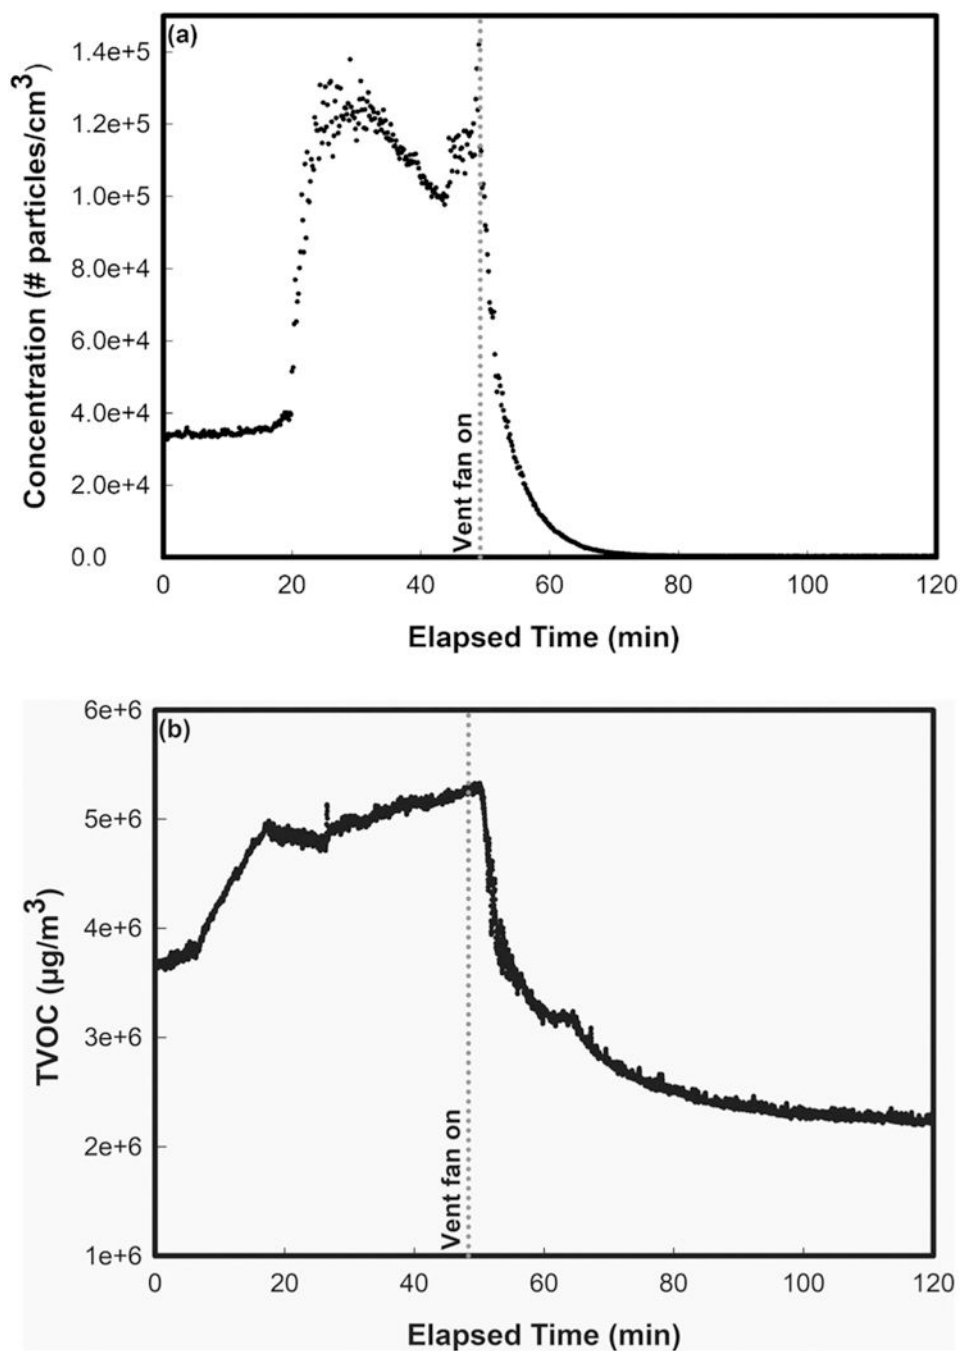 (a)
1.4e+5
1.2e+5
1.0e+5
8.0e+4
6.0e+4
4.0e+4
2.0e+4
0.0
Concentration (# particles/cm³)
Vent fan on
0 20 40 60 80 100 120
Elapsed Time (min)
(b)
6e+6
5e+6
4e+6
3e+6
2e+6
1e+6
TVOC (µg/m³)
Vent fan on
0 20 40 60 80 100 120
Elapsed Time (min)